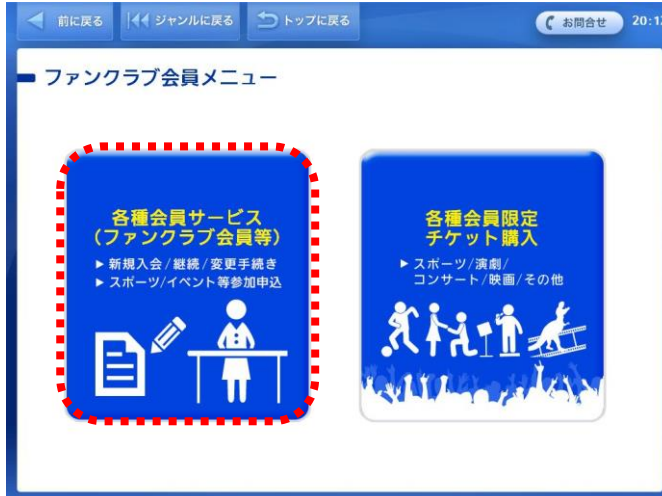 前に戻る ジャンルに戻る トップに戻る お問合せ
ファンクラブ会員メニュー
各種会員サービス
(ファンクラブ会員等)
▶ 新規入会/継続/変更手続き
▶ スポーツ/イベント等参加申込
各種会員限定
チケット購入
▶ スポーツ/演劇/
コンサート/映画/その他